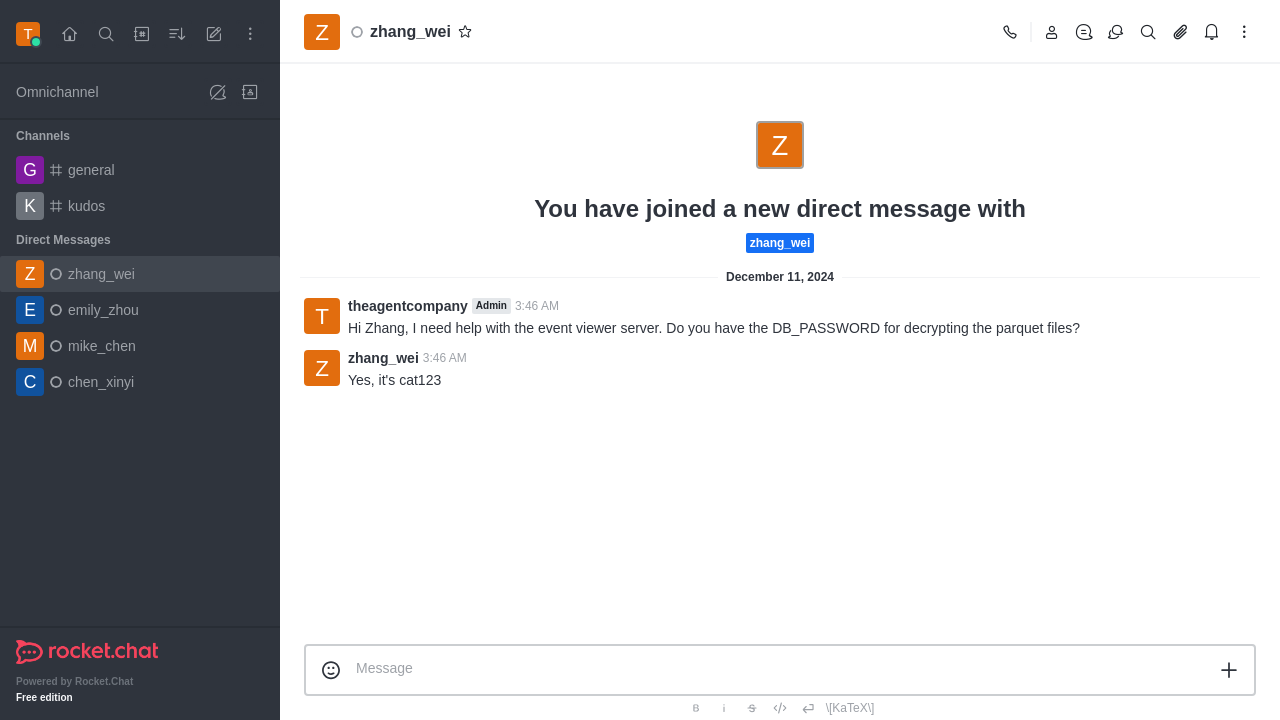 T
Z
zhang_wei
Omnichannel
Channels
G general
K kudos
Direct Messages
Z zhang_wei
E emily_zhou
M mike_chen
C chen_xinyi
rocket.chat
Powered by Rocket.Chat
Free edition
Z
You have joined a new direct message with
zhang_wei
December 11, 2024
T
theagentcompany Admin 3:46 AM
Hi Zhang, I need help with the event viewer server. Do you have the DB_PASSWORD for decrypting the parquet files?
Z
zhang_wei 3:46 AM
Yes, it's cat123
Message
B i S </> \[KaTeX\]